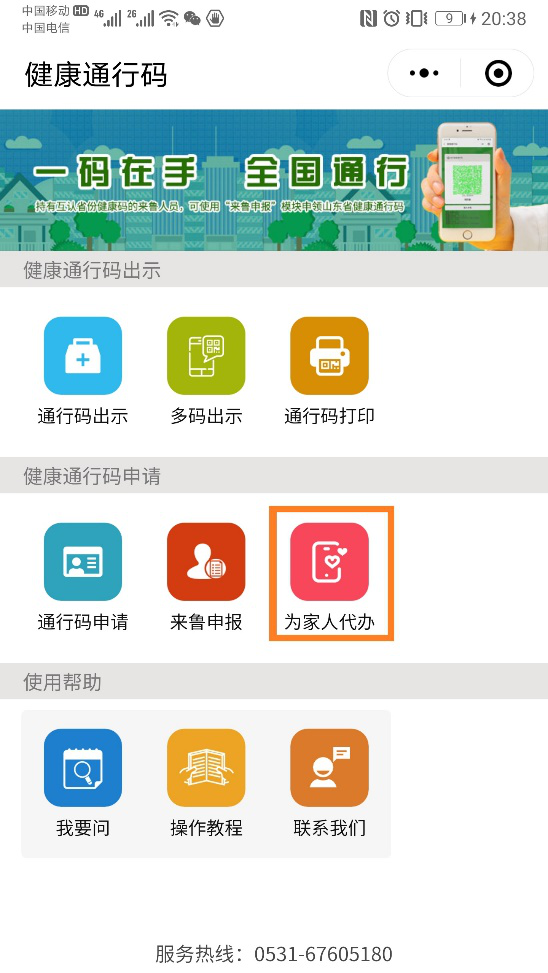 中国移动 HD 4G 2G 9 20:38
中国电信
健康通行码
一码在手 全国通行
持有互认省份健康码的来鲁人员，可使用“来鲁申报”模块申领山东省健康通行码
健康通行码出示
通行码出示 多码出示 通行码打印
健康通行码申请
通行码申请 来鲁申报 为家人代办
使用帮助
我要问 操作教程 联系我们
服务热线：0531-67605180